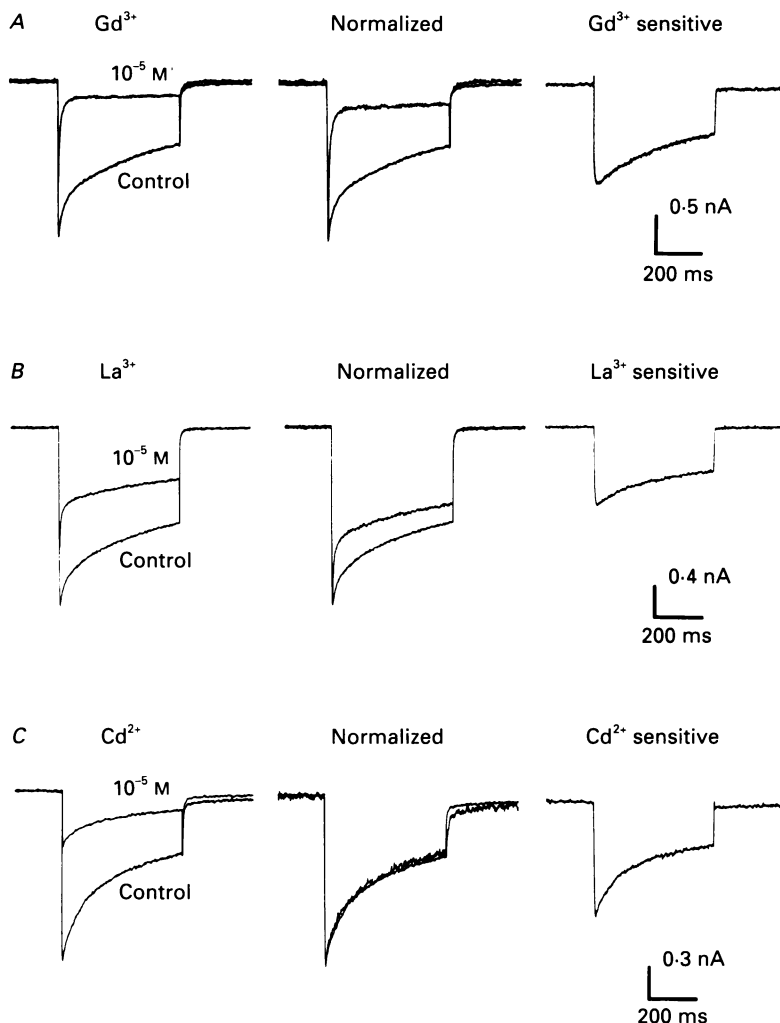 A Gd³⁺ Normalized Gd³⁺ sensitive
10⁻⁵ M
Control
0·5 nA
200 ms
B La³⁺ Normalized La³⁺ sensitive
10⁻⁵ M
Control
0·4 nA
200 ms
C Cd²⁺ Normalized Cd²⁺ sensitive
10⁻⁵ M
Control
0·3 nA
200 ms